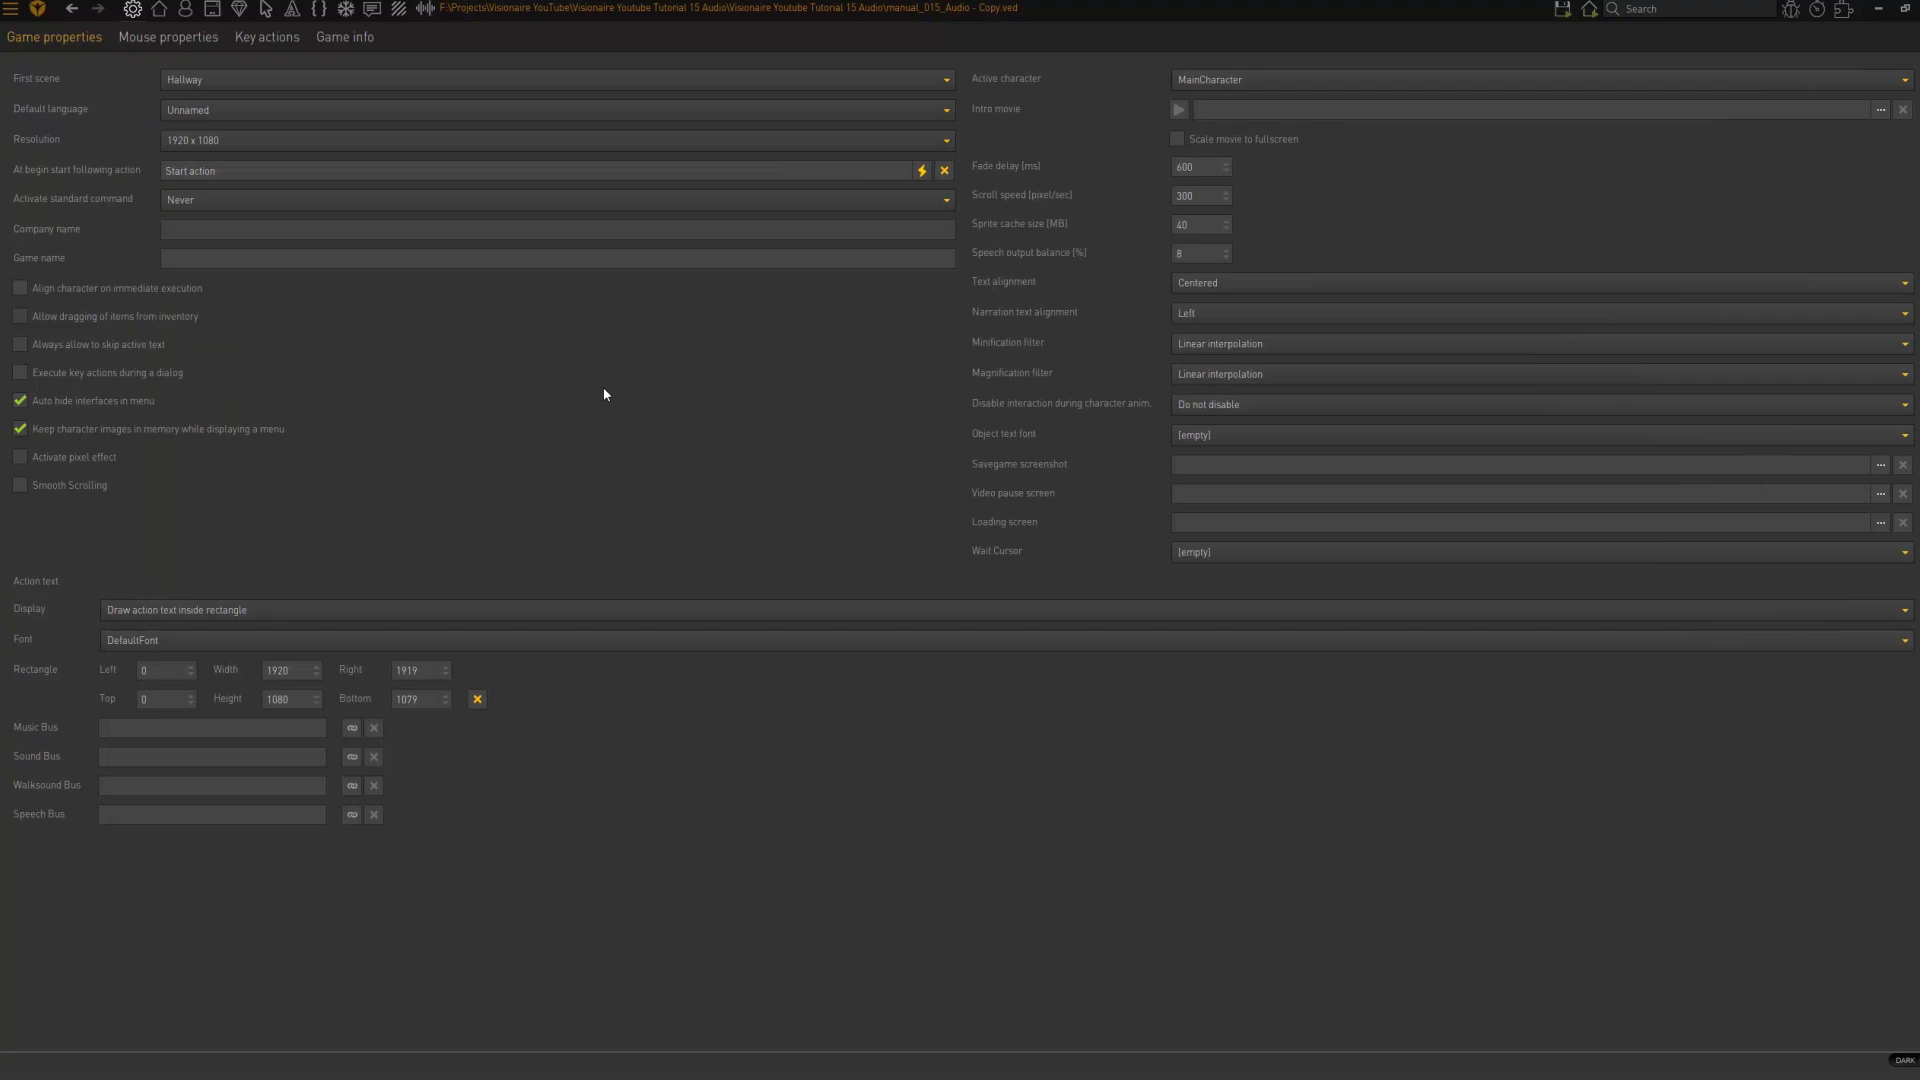 F:\Projects\Visionaire YouTube\Visionaire Youtube Tutorial 15 Audio\Visionaire Youtube Tutorial 15 Audio\manual_015_Audio - Copy.ved
Search
Game properties
Mouse properties
Key actions
Game info
First scene
Hallway
Default language
Unnamed
Resolution
1920 x 1080
At begin start following action
Start action
Activate standard command
Never
Company name
Game name
Align character on immediate execution
Allow dragging of items from inventory
Always allow to skip active text
Execute key actions during a dialog
Auto hide interfaces in menu
Keep character images in memory while displaying a menu
Activate pixel effect
Smooth Scrolling
Active character
MainCharacter
Intro movie
...
Scale movie to fullscreen
Fade delay [ms]
600
Scroll speed [pixel/sec]
300
Sprite cache size [MB]
40
Speech output balance [%]
8
Text alignment
Centered
Narration text alignment
Left
Minification filter
Linear interpolation
Magnification filter
Linear interpolation
Disable interaction during character anim.
Do not disable
Object text font
[empty]
Savegame screenshot
...
Video pause screen
...
Loading screen
...
Wait Cursor
[empty]
Action text
Display
Draw action text inside rectangle
Font
DefaultFont
Rectangle Left 0 Width 1920 Right 1919
Top 0 Height 1080 Bottom 1079
Music Bus
Sound Bus
Walksound Bus
Speech Bus
DARK